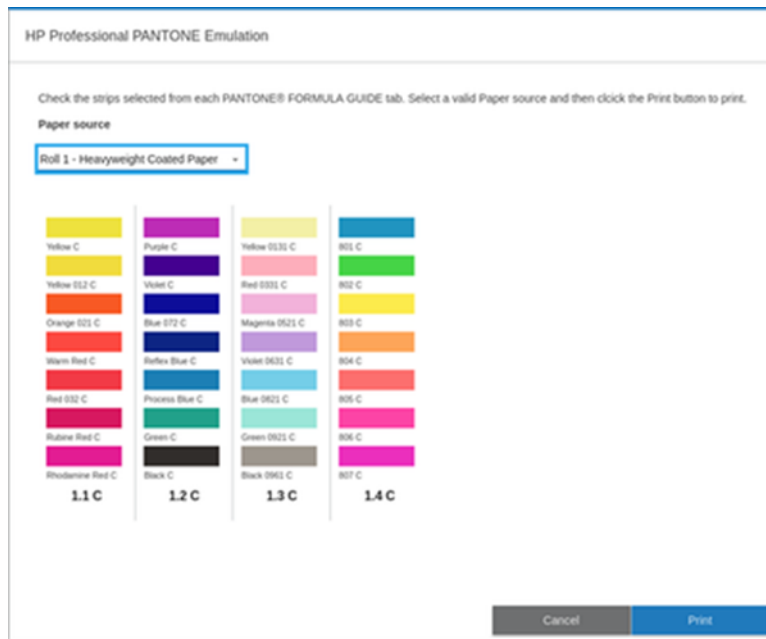 HP Professional PANTONE Emulation
Check the strips selected from each PANTONE® FORMULA GUIDE tab. Select a valid Paper source and then clcick the Print button to print.
Paper source
Roll 1 - Heavyweight Coated Paper
Yellow C
Purple C
Yellow 0131 C
801 C
Yellow 012 C
Violet C
Red 0331 C
802 C
Orange 021 C
Blue 072 C
Magenta 0521 C
803 C
Warm Red C
Reflex Blue C
Violet 0631 C
804 C
Red 032 C
Process Blue C
Blue 0821 C
805 C
Rubine Red C
Green C
Green 0921 C
806 C
Rhodamine Red C
Black C
Black 0961 C
807 C
1.1 C
1.2 C
1.3 C
1.4 C
Cancel
Print